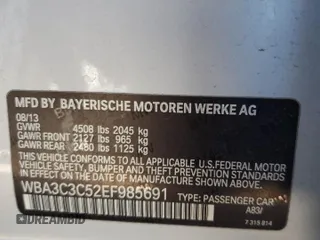 MFD BY BAYERISCHE MOTOREN WERKE AG
08/13
GVWR 4508 lbs 2045 kg
GAWR FRONT 2127 lbs 965 kg
GAWR REAR 2480 lbs 1125 kg
THIS VEHICLE CONFORMS TO ALL APPLICABLE
FEDERAL MOTOR VEHICLE SAFETY, BUMPER,
AND THEFT PREVENTION STANDARDS IN EFFECT
ON THE DATE OF MANUFACTURE SHOWN ABOVE.
WBA3C3C52EF985691 TYPE: PASSENGER CAR
A83/
7 315 814